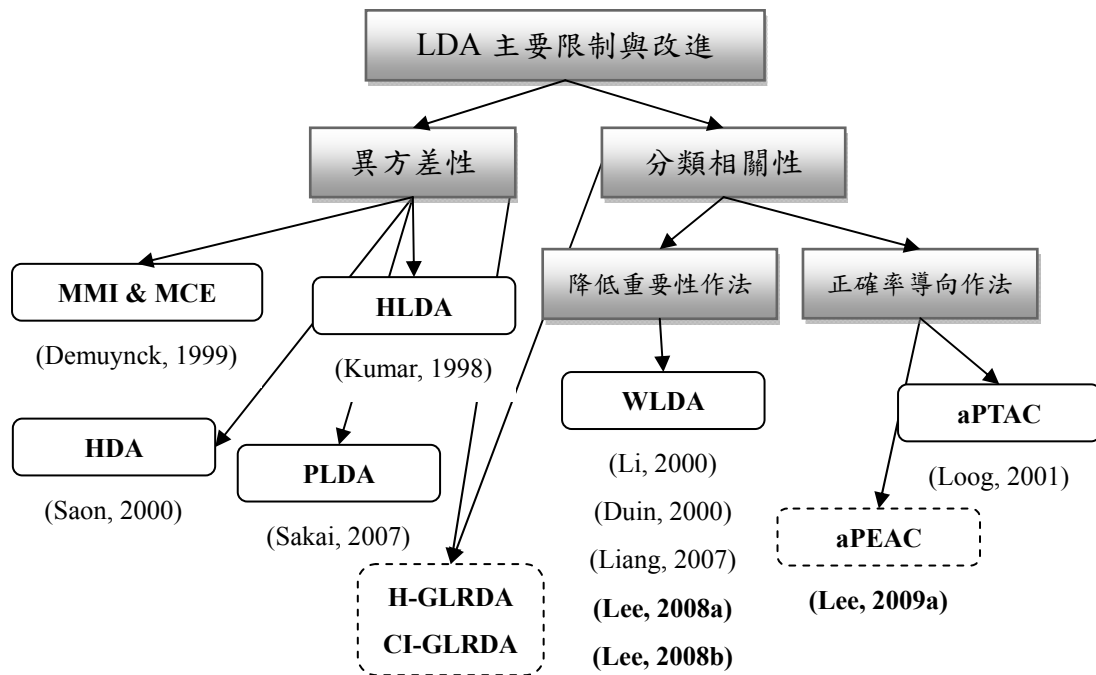 LDA 主要限制與改進
異方差性
分類相關性
降低重要性作法
正確率導向作法
MMI & MCE
(Demuynck, 1999)
HLDA
(Kumar, 1998)
HDA
(Saon, 2000)
PLDA
(Sakai, 2007)
H-GLRDA
CI-GLRDA
WLDA
(Li, 2000)
(Duin, 2000)
(Liang, 2007)
(Lee, 2008a)
(Lee, 2008b)
aPTAC
(Loog, 2001)
aPEAC
(Lee, 2009a)